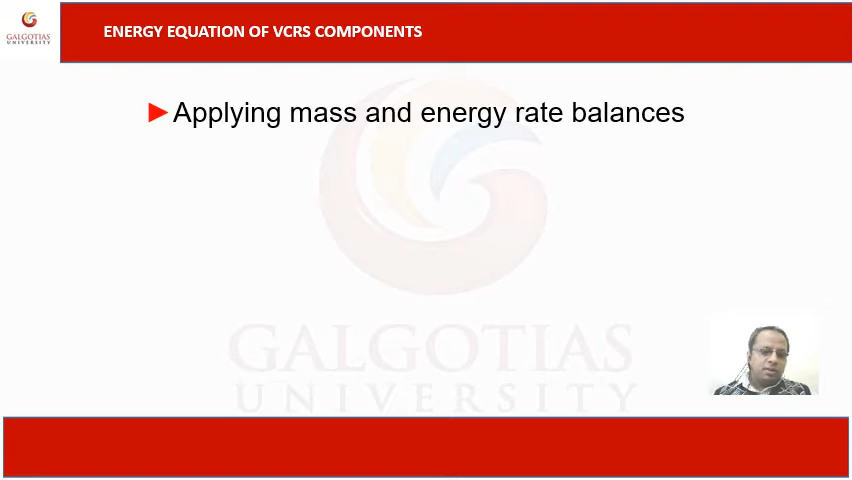 GALGOTIAS
UNIVERSITY
ENERGY EQUATION OF VCRS COMPONENTS
►Applying mass and energy rate balances
GALGOTIAS
UNIVERSITY